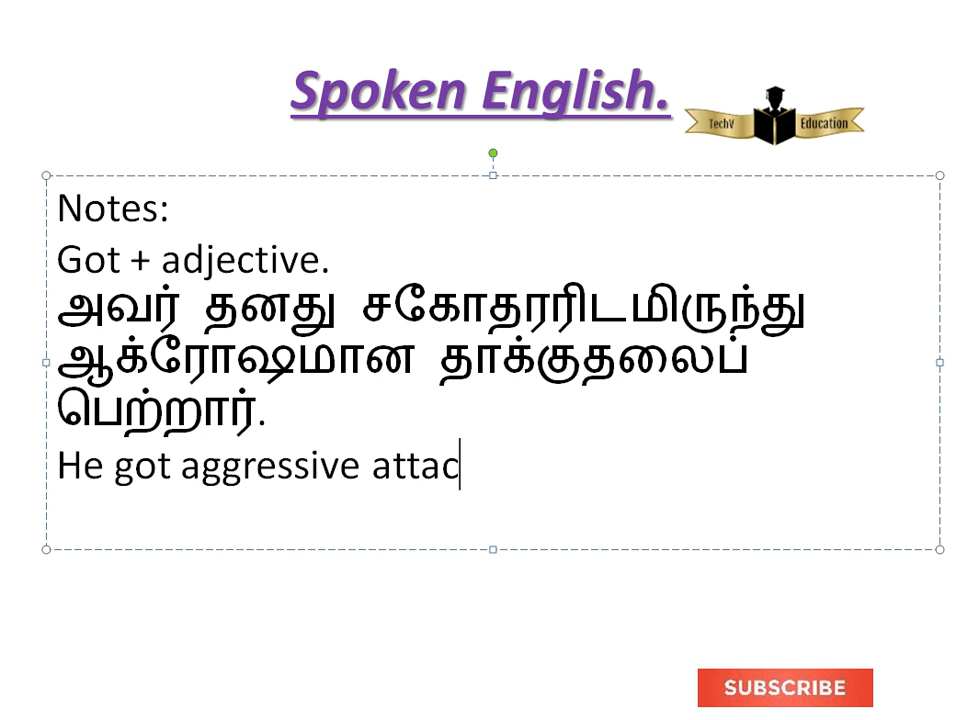 Spoken English.
TechV Education
Notes:
Got + adjective.
அவர் தனது சகோதரரிடமிருந்து
ஆக்ரோஷமான தாக்குதலைப்
பெற்றார்.
He got aggressive attac
SUBSCRIBE